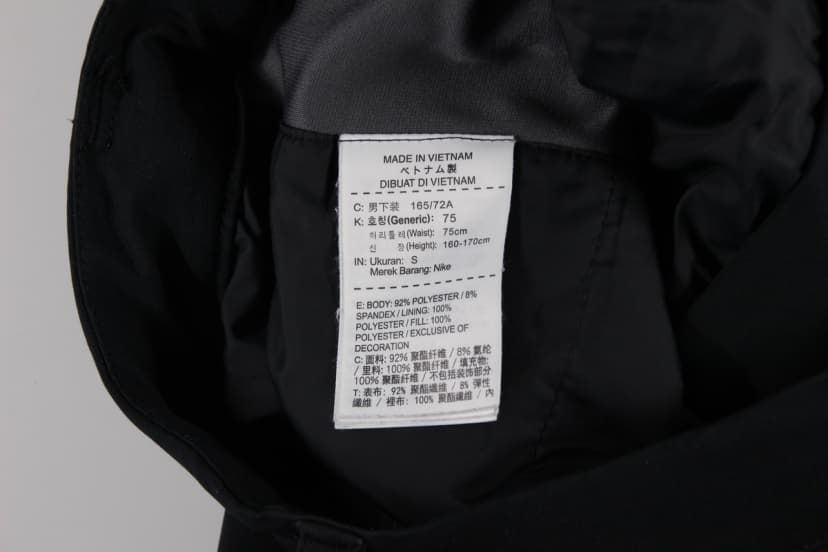 MADE IN VIETNAM
ベトナム製
DIBUAT DI VIETNAM
C: 男下装 165/72A
K: 호칭(Generic): 75
허리둘레(Waist): 75cm
신 장(Height): 160-170cm
IN: Ukuran: S
Merek Barang: Nike
E: BODY: 92% POLYESTER / 8%
SPANDEX / LINING: 100%
POLYESTER / FILL: 100%
POLYESTER / EXCLUSIVE OF
DECORATION
C: 面料: 92% 聚酯纤维 / 8% 氨纶
/ 里料: 100% 聚酯纤维 / 填充物:
100% 聚酯纤维 / 不包括装饰部分
T: 表布: 92% 聚酯纖維 / 8% 彈性
纖維 / 裡布: 100% 聚酯纖維 / 內